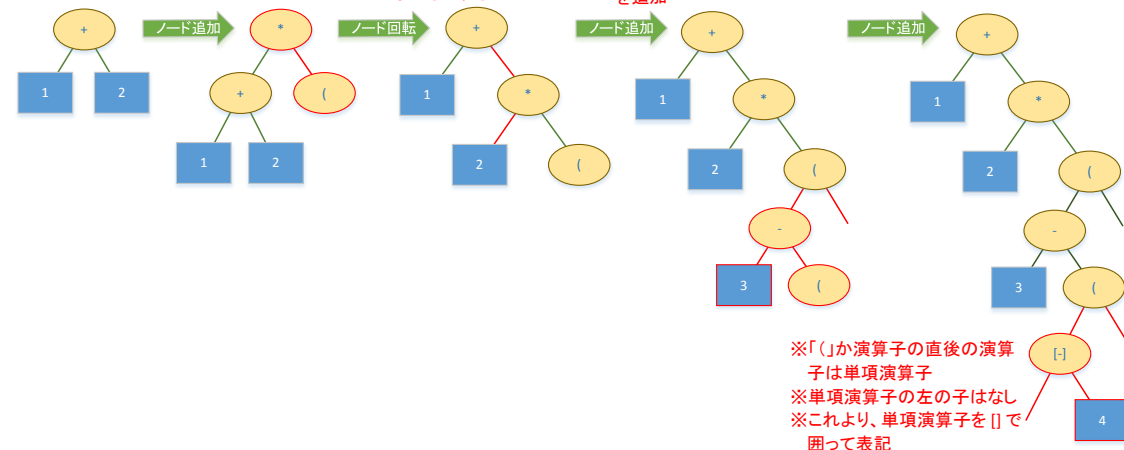 を追加
+ ノード追加 * ノード回転 + ノード追加 + ノード追加 +
1 2 + ( 1 * 1 * 1 *
1 2 2 ( 2 ( 2 (
- -
3 ( 3 (
※「(」か演算子の直後の演算
子は単項演算子
※単項演算子の左の子はなし
※これより、単項演算子を [] で
囲って表記
[-]
4